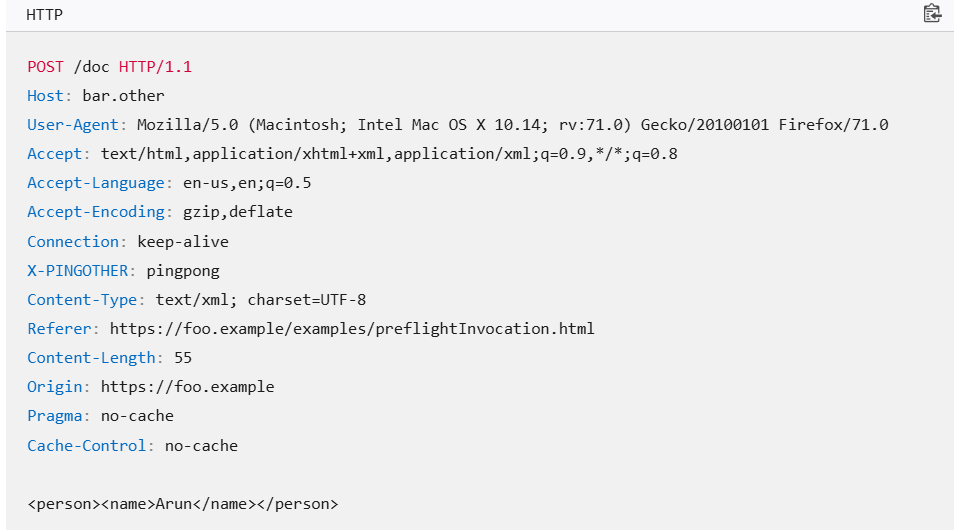 HTTP
POST /doc HTTP/1.1
Host: bar.other
User-Agent: Mozilla/5.0 (Macintosh; Intel Mac OS X 10.14; rv:71.0) Gecko/20100101 Firefox/71.0
Accept: text/html,application/xhtml+xml,application/xml;q=0.9,*/*;q=0.8
Accept-Language: en-us,en;q=0.5
Accept-Encoding: gzip,deflate
Connection: keep-alive
X-PINGOTHER: pingpong
Content-Type: text/xml; charset=UTF-8
Referer: https://foo.example/examples/preflightInvocation.html
Content-Length: 55
Origin: https://foo.example
Pragma: no-cache
Cache-Control: no-cache
<person><name>Arun</name></person>